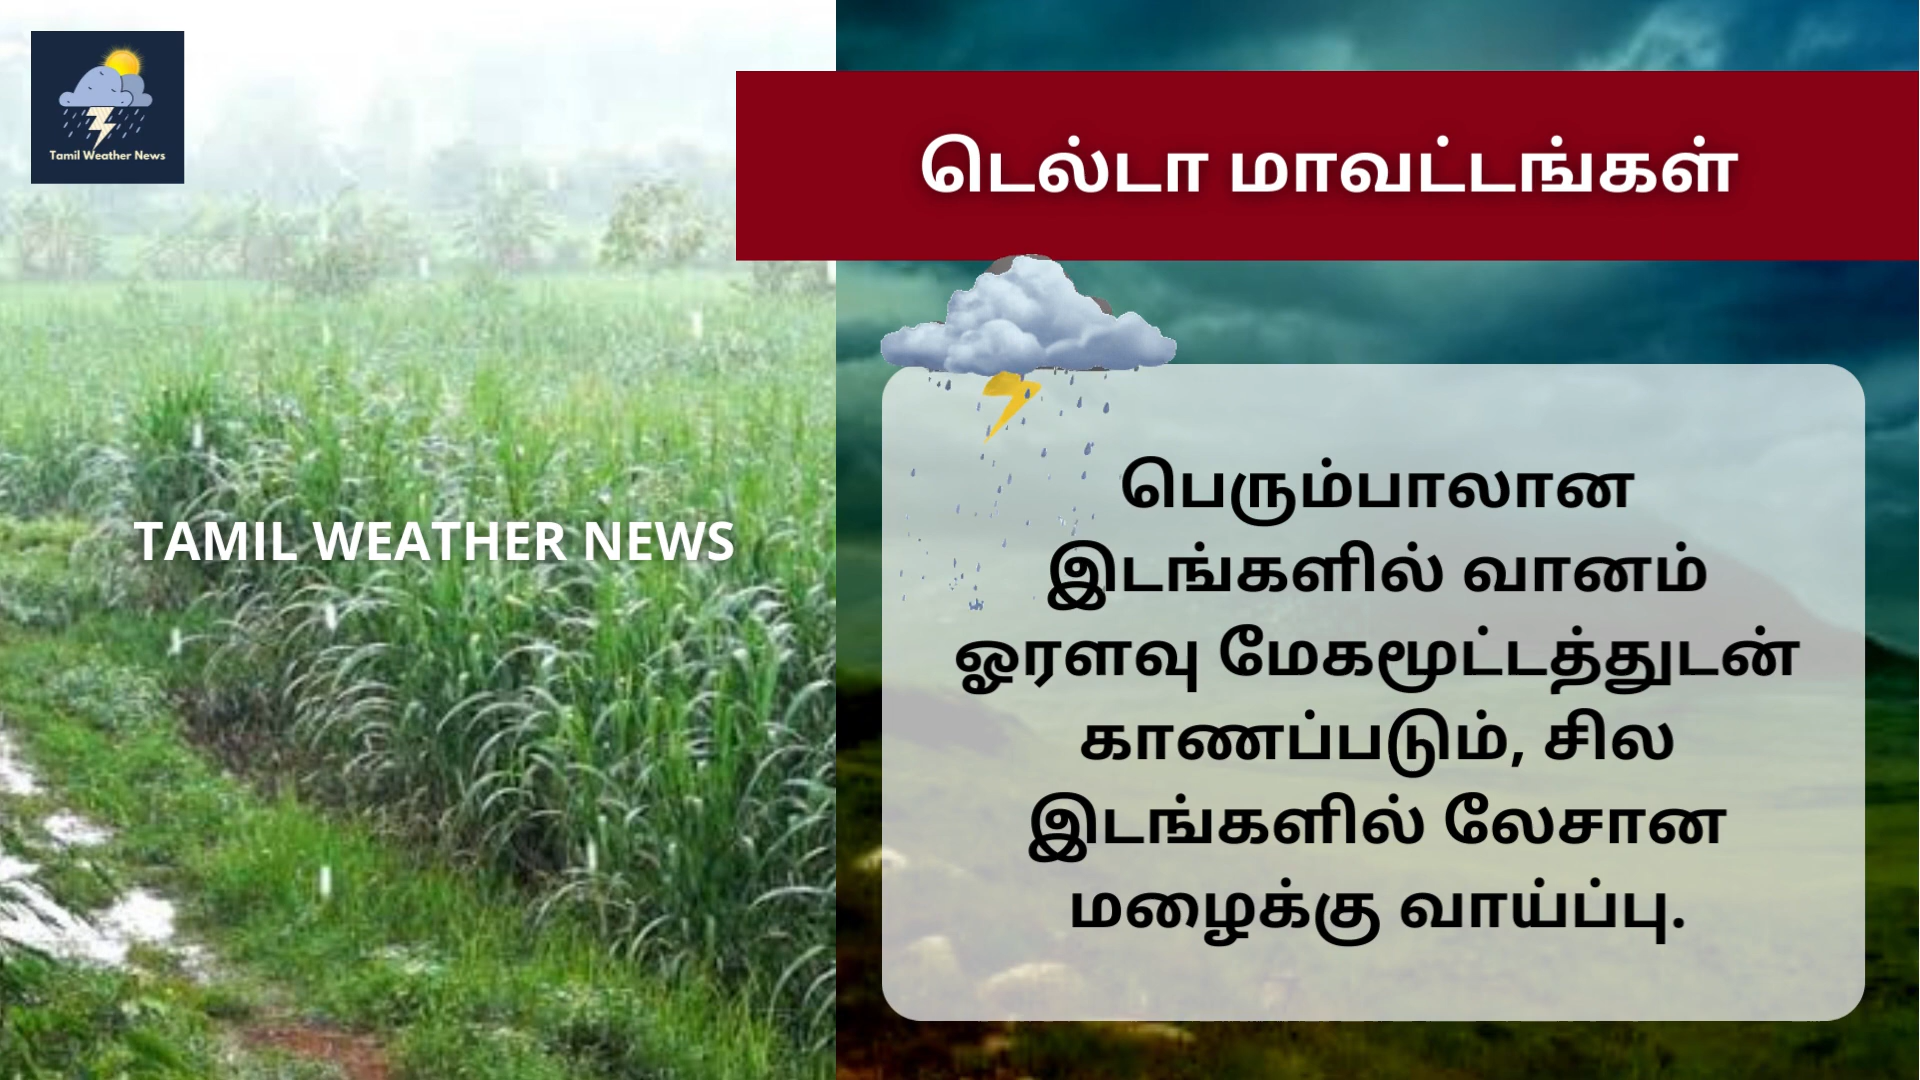 Tamil Weather News
டெல்டா மாவட்டங்கள்
TAMIL WEATHER NEWS
பெரும்பாலான
இடங்களில் வானம்
ஓரளவு மேகமூட்டத்துடன்
காணப்படும், சில
இடங்களில் லேசான
மழைக்கு வாய்ப்பு.